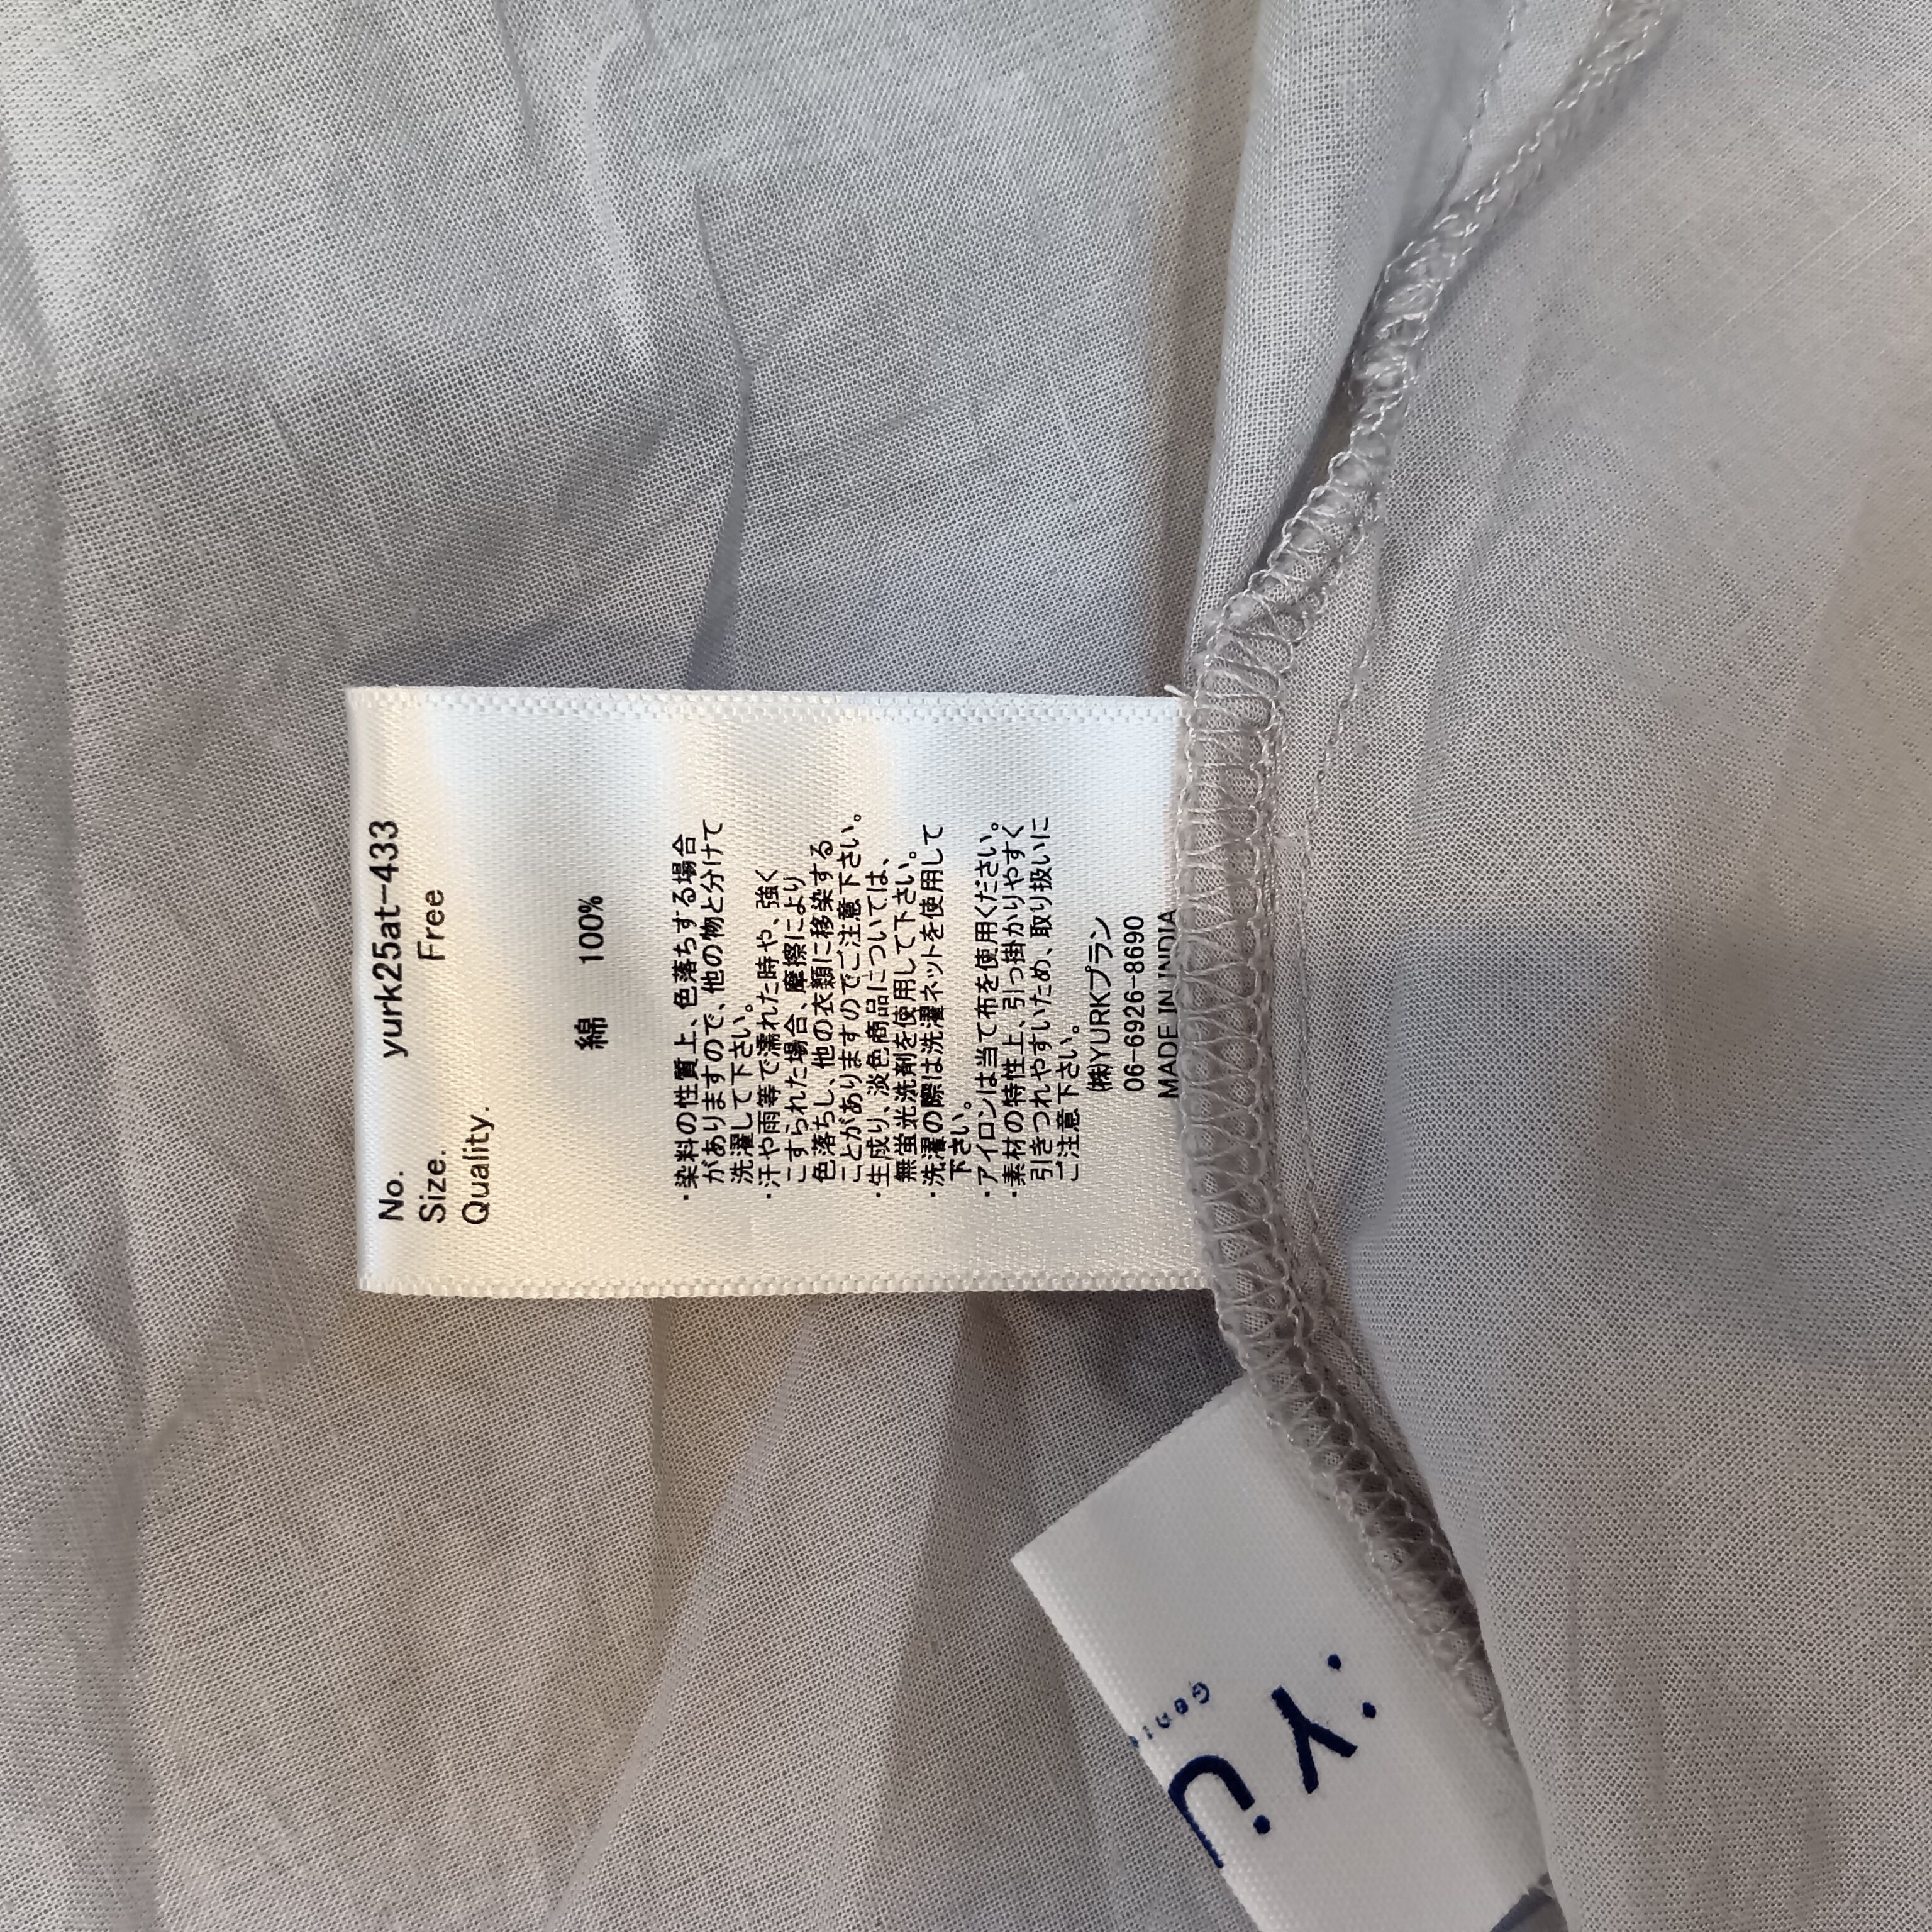 No. yurk25at-433
Size. Free
Quality.
綿 100%
・染料の性質上、色落ちする場合
がありますので、他の物と分けて
洗濯して下さい。
・汗や雨等で濡れた時や、強く
こすられた場合、摩擦により
色落ちし、他の衣類に移染する
ことがありますのでご注意下さい。
・生成り、淡色商品については、
無蛍光洗剤を使用して下さい。
・洗濯の際は洗濯ネットを使用して
下さい。
・アイロンは当て布を使用ください。
・素材の特性上、引っ掛かりやすく
引きつれやすいため、取り扱いに
ご注意下さい。
㈱YURKプラン
06-6926-8690
MADE IN INDIA